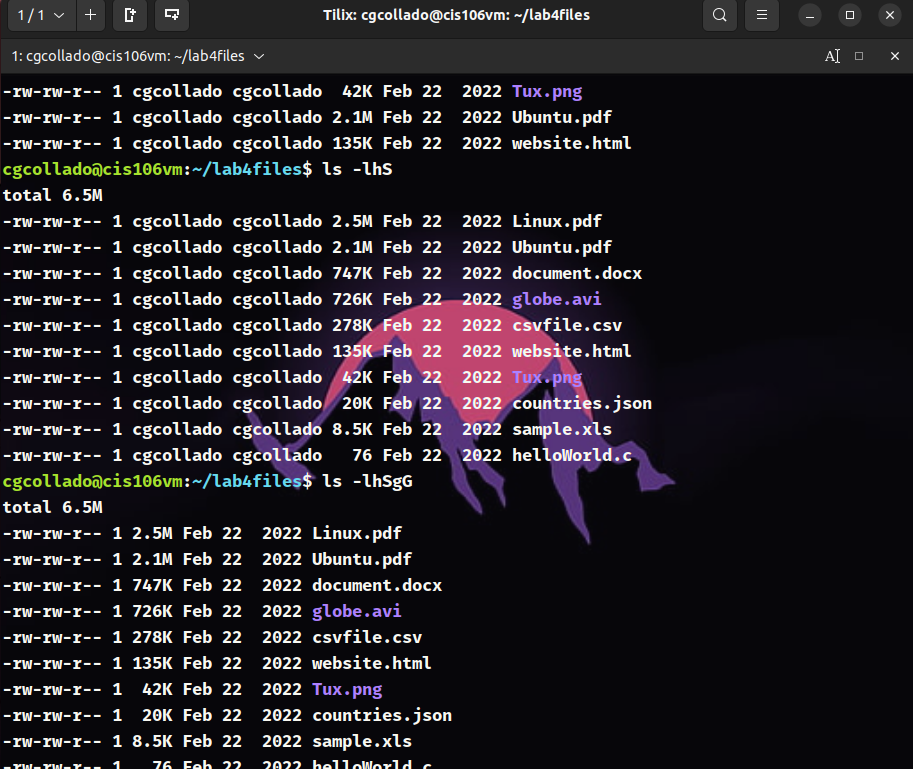 1 / 1
Tilix: cgcollado@cis106vm: ~/lab4files
1: cgcollado@cis106vm: ~/lab4files
-rw-rw-r-- 1 cgcollado cgcollado  42K Feb 22  2022 Tux.png
-rw-rw-r-- 1 cgcollado cgcollado 2.1M Feb 22  2022 Ubuntu.pdf
-rw-rw-r-- 1 cgcollado cgcollado 135K Feb 22  2022 website.html
cgcollado@cis106vm:~/lab4files$ ls -lhS
total 6.5M
-rw-rw-r-- 1 cgcollado cgcollado 2.5M Feb 22  2022 Linux.pdf
-rw-rw-r-- 1 cgcollado cgcollado 2.1M Feb 22  2022 Ubuntu.pdf
-rw-rw-r-- 1 cgcollado cgcollado 747K Feb 22  2022 document.docx
-rw-rw-r-- 1 cgcollado cgcollado 726K Feb 22  2022 globe.avi
-rw-rw-r-- 1 cgcollado cgcollado 278K Feb 22  2022 csvfile.csv
-rw-rw-r-- 1 cgcollado cgcollado 135K Feb 22  2022 website.html
-rw-rw-r-- 1 cgcollado cgcollado  42K Feb 22  2022 Tux.png
-rw-rw-r-- 1 cgcollado cgcollado  20K Feb 22  2022 countries.json
-rw-rw-r-- 1 cgcollado cgcollado 8.5K Feb 22  2022 sample.xls
-rw-rw-r-- 1 cgcollado cgcollado   76 Feb 22  2022 helloWorld.c
cgcollado@cis106vm:~/lab4files$ ls -lhSgG
total 6.5M
-rw-rw-r-- 1 2.5M Feb 22  2022 Linux.pdf
-rw-rw-r-- 1 2.1M Feb 22  2022 Ubuntu.pdf
-rw-rw-r-- 1 747K Feb 22  2022 document.docx
-rw-rw-r-- 1 726K Feb 22  2022 globe.avi
-rw-rw-r-- 1 278K Feb 22  2022 csvfile.csv
-rw-rw-r-- 1 135K Feb 22  2022 website.html
-rw-rw-r-- 1  42K Feb 22  2022 Tux.png
-rw-rw-r-- 1  20K Feb 22  2022 countries.json
-rw-rw-r-- 1 8.5K Feb 22  2022 sample.xls
-rw-rw-r-- 1   76 Feb 22  2022 helloWorld.c